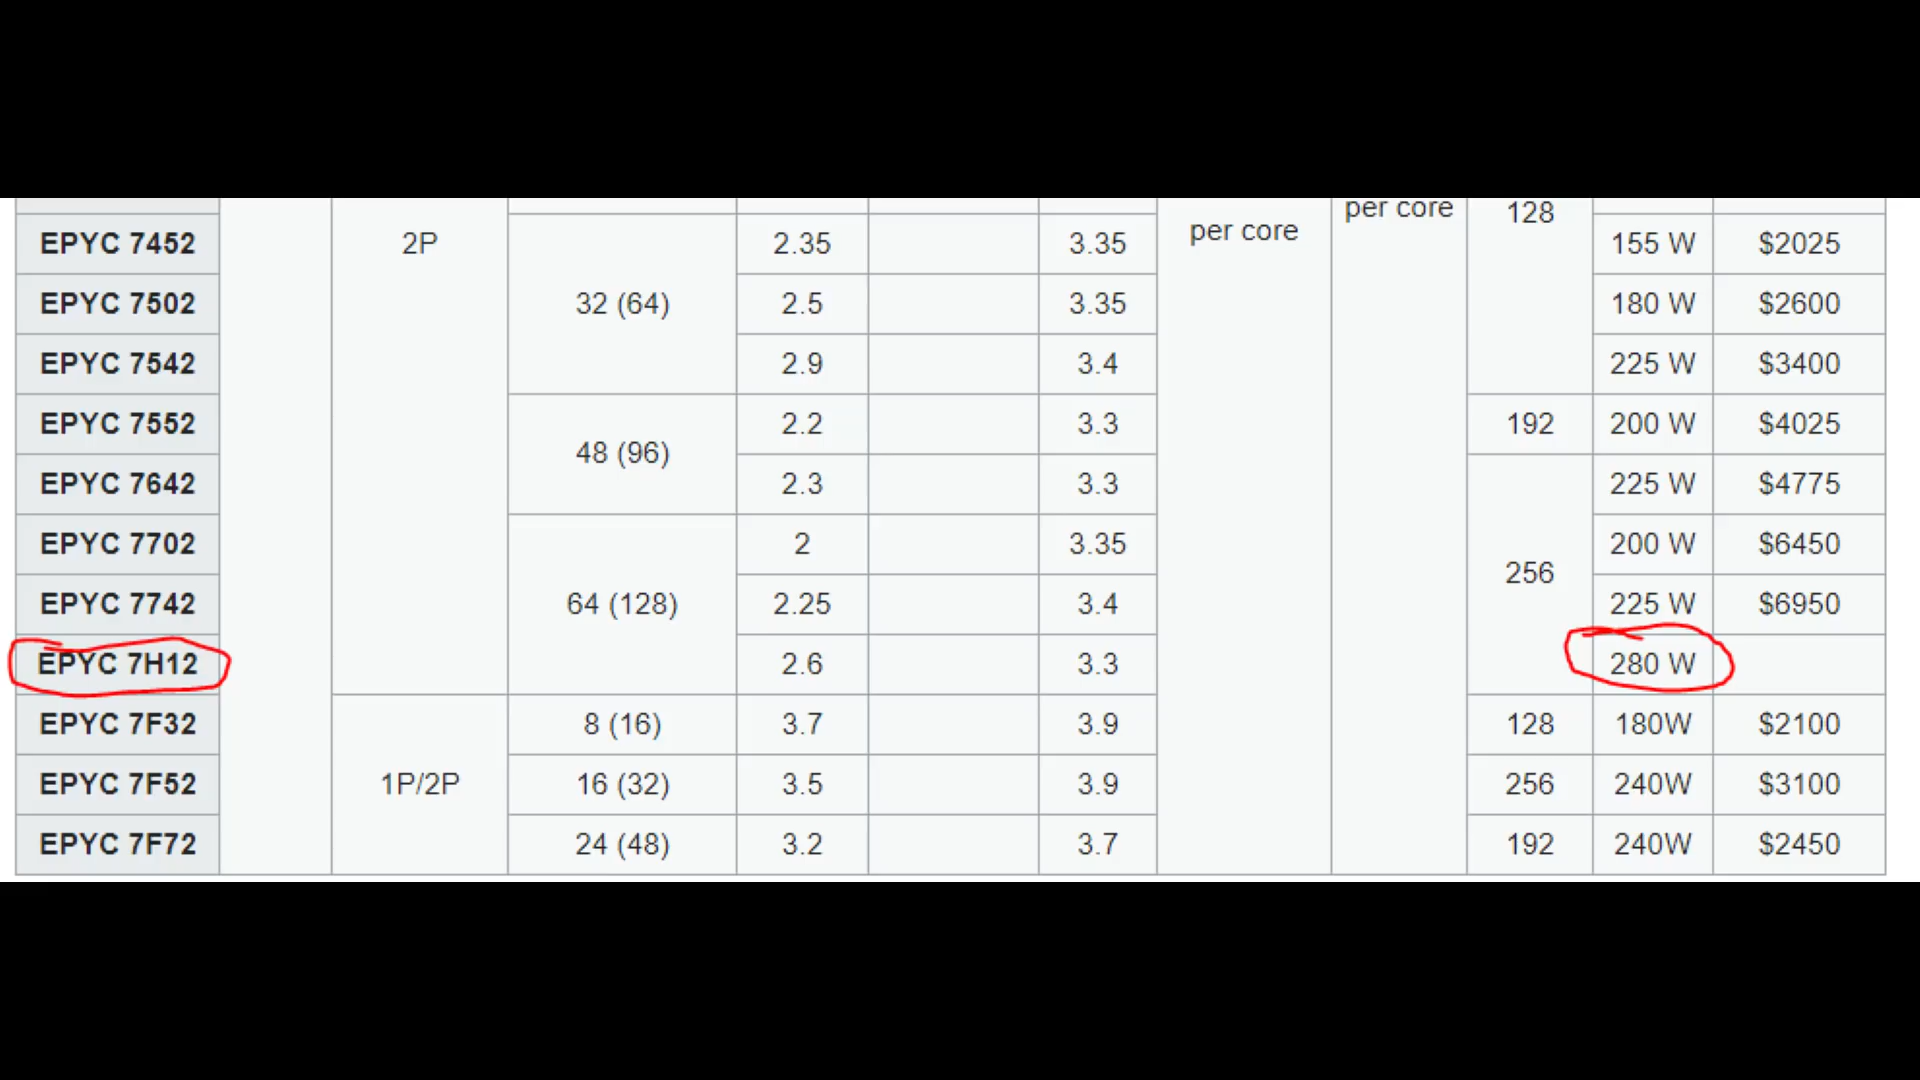 per core 128
per core
EPYC 7452 2P 2.35 3.35 155 W $2025
EPYC 7502 32 (64) 2.5 3.35 180 W $2600
EPYC 7542 2.9 3.4 225 W $3400
EPYC 7552 2.2 3.3 192 200 W $4025
48 (96)
EPYC 7642 2.3 3.3 225 W $4775
EPYC 7702 2 3.35 200 W $6450
256
EPYC 7742 64 (128) 2.25 3.4 225 W $6950
EPYC 7H12 2.6 3.3 280 W
EPYC 7F32 8 (16) 3.7 3.9 128 180W $2100
EPYC 7F52 1P/2P 16 (32) 3.5 3.9 256 240W $3100
EPYC 7F72 24 (48) 3.2 3.7 192 240W $2450